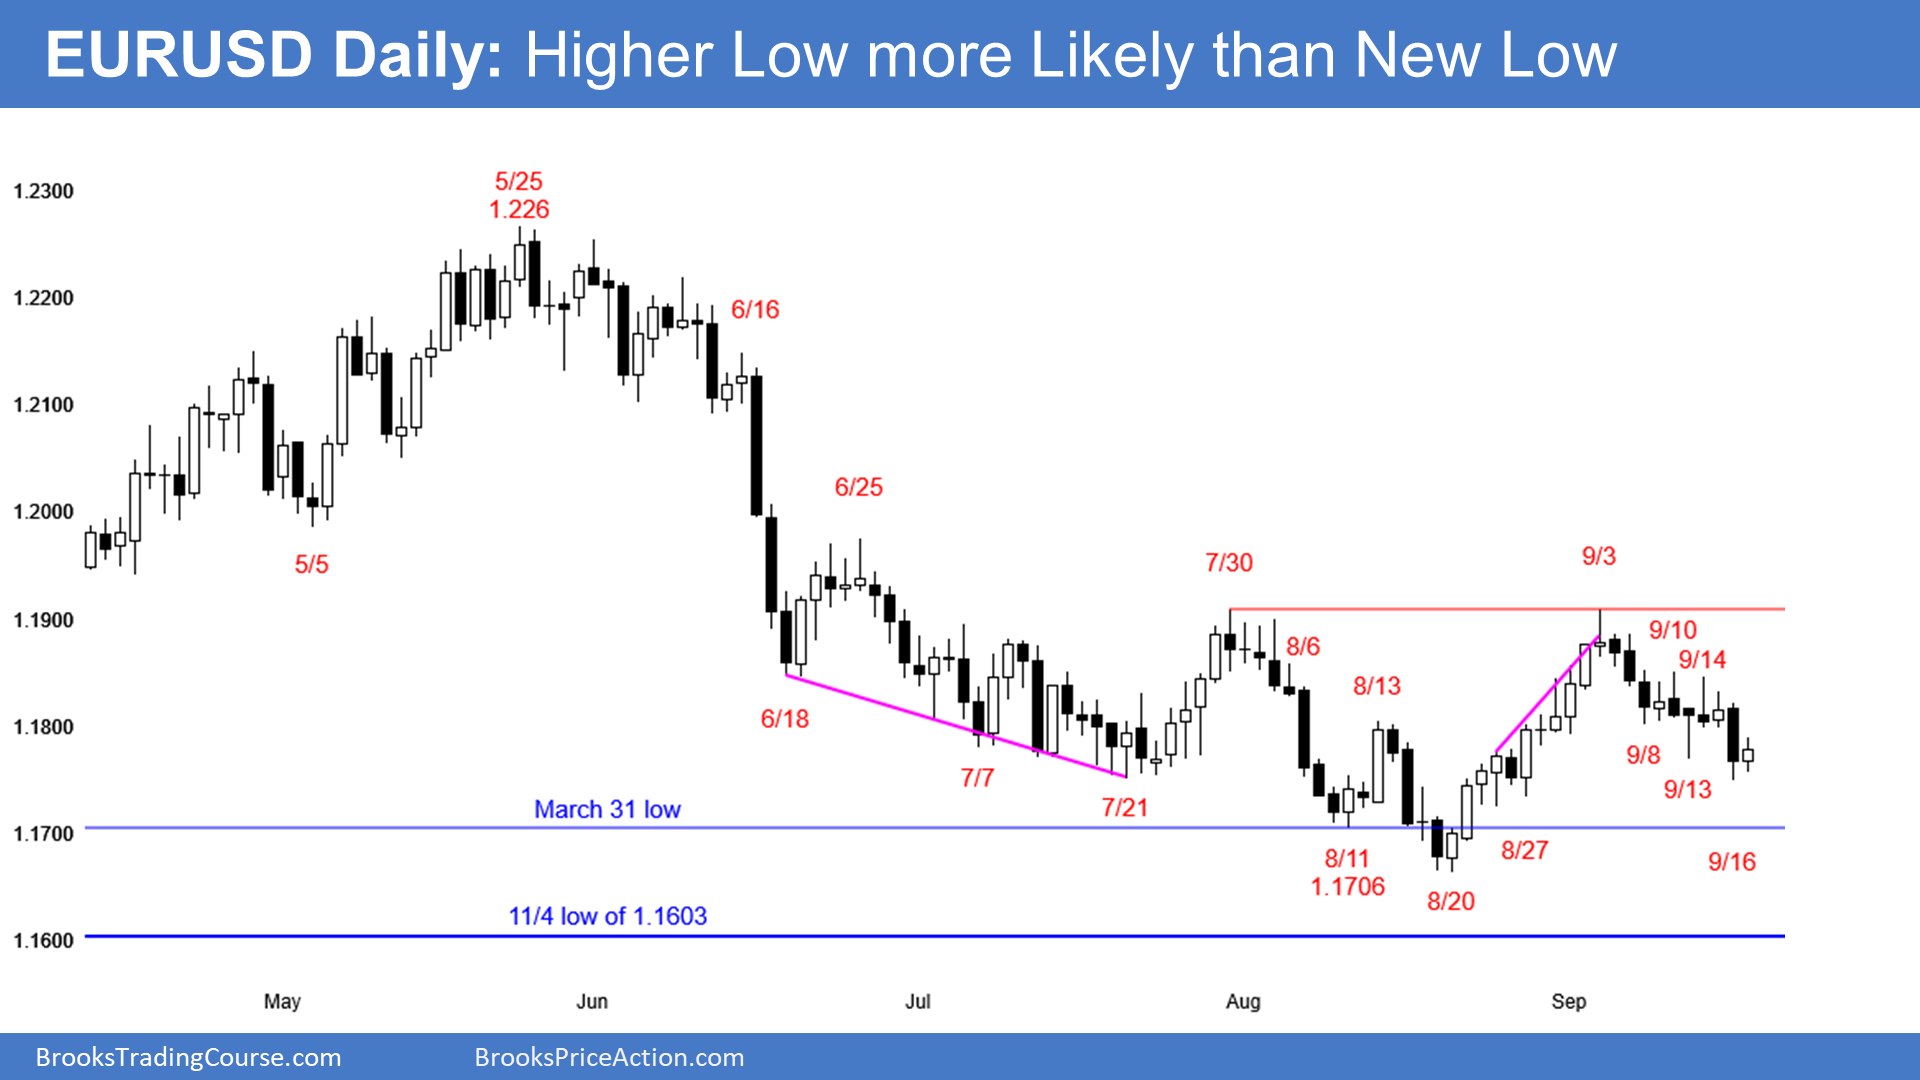 EURUSD Daily: Higher Low more Likely than New Low
5/25
1.226
1.2300
1.2200
6/16
1.2100
6/25
1.2000
5/5
7/30
9/3
1.1900
9/10
8/6
9/14
8/13
6/18
1.1800
9/8
7/7
9/13
7/21
March 31 low
1.1700
8/27
8/11
1.1706
9/16
8/20
11/4 low of 1.1603
1.1600
May
Jun
Jul
Aug
Sep
BrooksTradingCourse.com
BrooksPriceAction.com